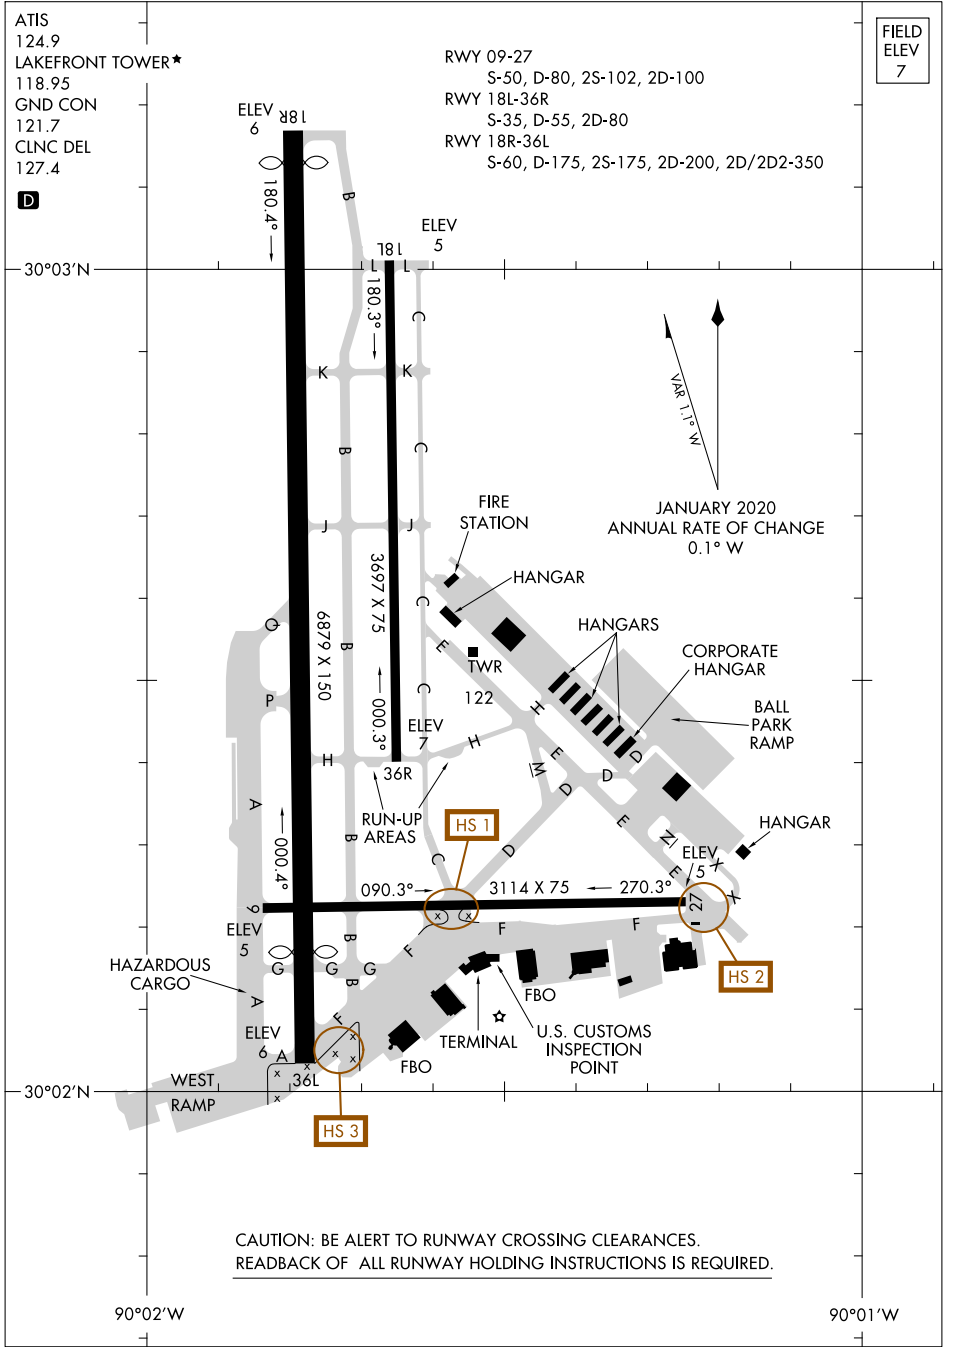 ATIS
124.9
LAKEFRONT TOWER★
118.95
GND CON
121.7
CLNC DEL
127.4
D
RWY 09-27
S-50, D-80, 2S-102, 2D-100
RWY 18L-36R
S-35, D-55, 2D-80
RWY 18R-36L
S-60, D-175, 2S-175, 2D-200, 2D/2D2-350
FIELD
ELEV
7
ELEV
6
18R
180.4°
B
ELEV
5
18L
30°03'N
L
L
180.3°
C
K
K
VAR 1.1° W
B
C
JANUARY 2020
ANNUAL RATE OF CHANGE
0.1° W
FIRE
STATION
J
J
HANGAR
3697 X 75
C
HANGARS
Q
6879 X 150
B
E
TWR
122
CORPORATE
HANGAR
P
C
000.3°
BALL
PARK
RAMP
H
ELEV
7
H
H
E
D
36R
M
D
D
RUN-UP
AREAS
A
HS 1
E
N
HANGAR
000.4°
B
C
D
ELEV
5
E
X
X
090.3°
3114 X 75
270.3°
9
27
x
x
ELEV
5
B
F
F
F
HAZARDOUS
CARGO
G
G
G
B
HS 2
FBO
A
F
ELEV
6
TERMINAL
U.S. CUSTOMS
INSPECTION
POINT
A
x
x
x
FBO
x
x
WEST
RAMP
36L
x
30°02'N
HS 3
CAUTION: BE ALERT TO RUNWAY CROSSING CLEARANCES.
READBACK OF ALL RUNWAY HOLDING INSTRUCTIONS IS REQUIRED.
90°02'W
90°01'W